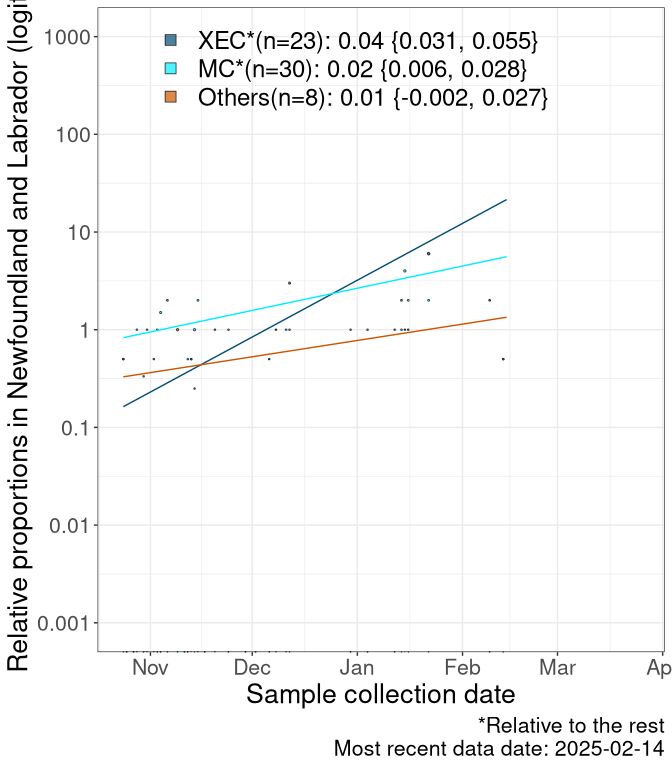 Relative proportions in Newfoundland and Labrador (logit
1000
100
10
1
0.1
0.01
0.001
XEC*(n=23): 0.04 {0.031, 0.055}
MC*(n=30): 0.02 {0.006, 0.028}
Others(n=8): 0.01 {-0.002, 0.027}
Nov Dec Jan Feb Mar Ap
Sample collection date
*Relative to the rest
Most recent data date: 2025-02-14